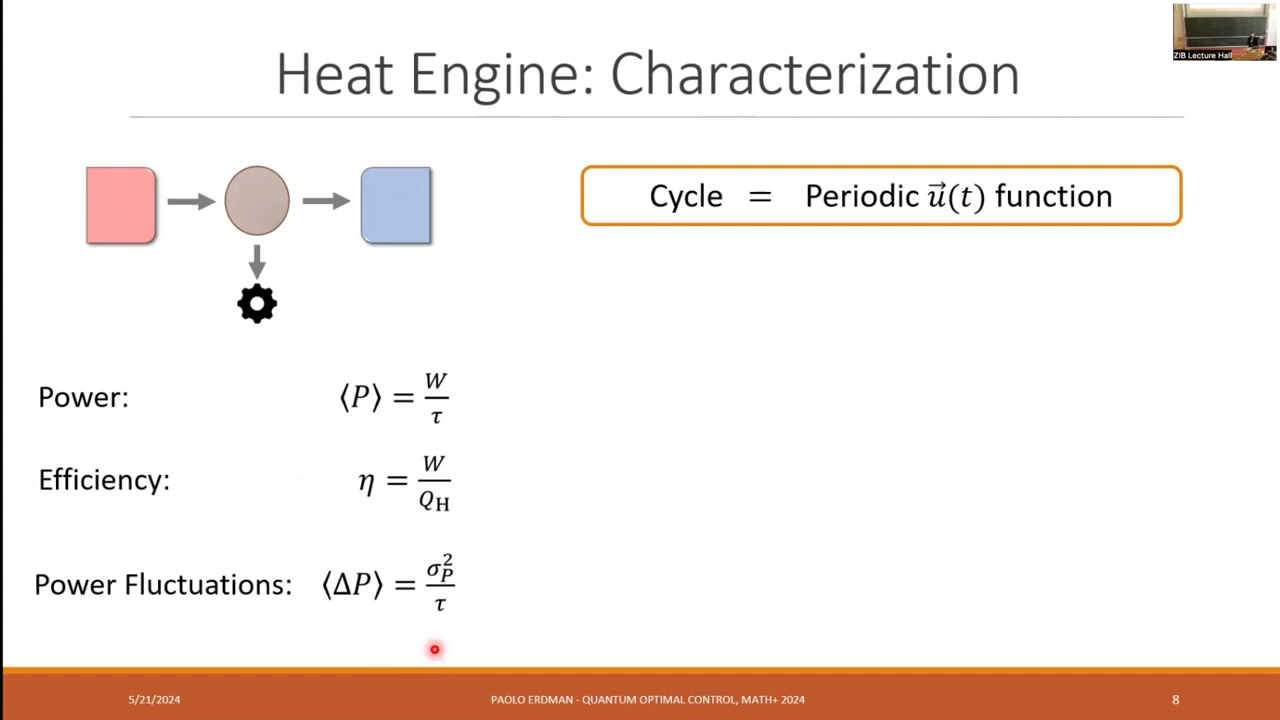 ZIB Lecture Hall
Heat Engine: Characterization
Cycle = Periodic u⃗(t) function
Power: ⟨P⟩ = W/τ
Efficiency: η = W/Q_H
Power Fluctuations: ⟨ΔP⟩ = σ_P^2/τ
5/21/2024 PAOLO ERDMAN - QUANTUM OPTIMAL CONTROL, MATH+ 2024 8